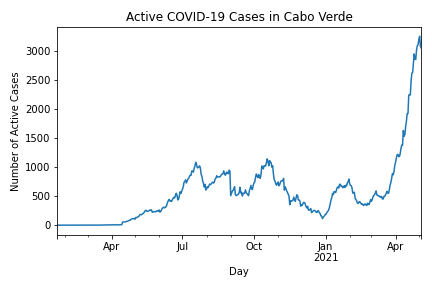 Active COVID-19 Cases in Cabo Verde
Number of Active Cases
3000
2500
2000
1500
1000
500
0
Apr
Jul
Oct
Jan
2021
Apr
Day